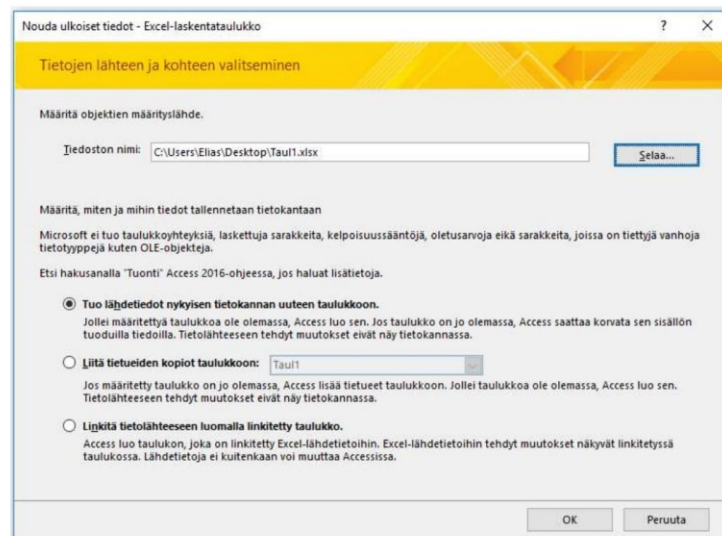 Nouda ulkoiset tiedot - Excel-laskentataulukko
Tietojen lähteen ja kohteen valitseminen
Määritä objektien määrityslähde.
Tiedoston nimi: C:\Users\Elias\Desktop\Taul1.xlsx Selaa...
Määritä, miten ja mihin tiedot tallennetaan tietokantaan
Microsoft ei tuo taulukkoyhteyksiä, laskettuja sarakkeita, kelpoisuussääntöjä, oletusarvoja eikä sarakkeita, joissa on tiettyjä vanhoja
tietotyyppejä kuten OLE-objekteja.
Etsi hakusanalla "Tuonti" Access 2016-ohjeessa, jos haluat lisätietoja.
Tuo lähdetiedot nykyisen tietokannan uuteen taulukkoon.
Jollei määritettyä taulukkoa ole olemassa, Access luo sen. Jos taulukko on jo olemassa, Access saattaa korvata sen sisällön
tuoduilla tiedoilla. Tietolähteeseen tehdyt muutokset eivät näy tietokannassa.
Liitä tietueiden kopiot taulukkoon: Taul1
Jos määritetty taulukko on jo olemassa, Access lisää tietueet taulukkoon. Jollei taulukkoa ole olemassa, Access luo sen.
Tietolähteeseen tehdyt muutokset eivät näy tietokannassa.
Linkitä tietolähteeseen luomalla linkitetty taulukko.
Access luo taulukon, joka on linkitetty Excel-lähdetietoihin. Excel-lähdetietoihin tehdyt muutokset näkyvät linkitetyssä
taulukossa. Lähdetietoja ei kuitenkaan voi muuttaa Accessissa.
OK Peruuta